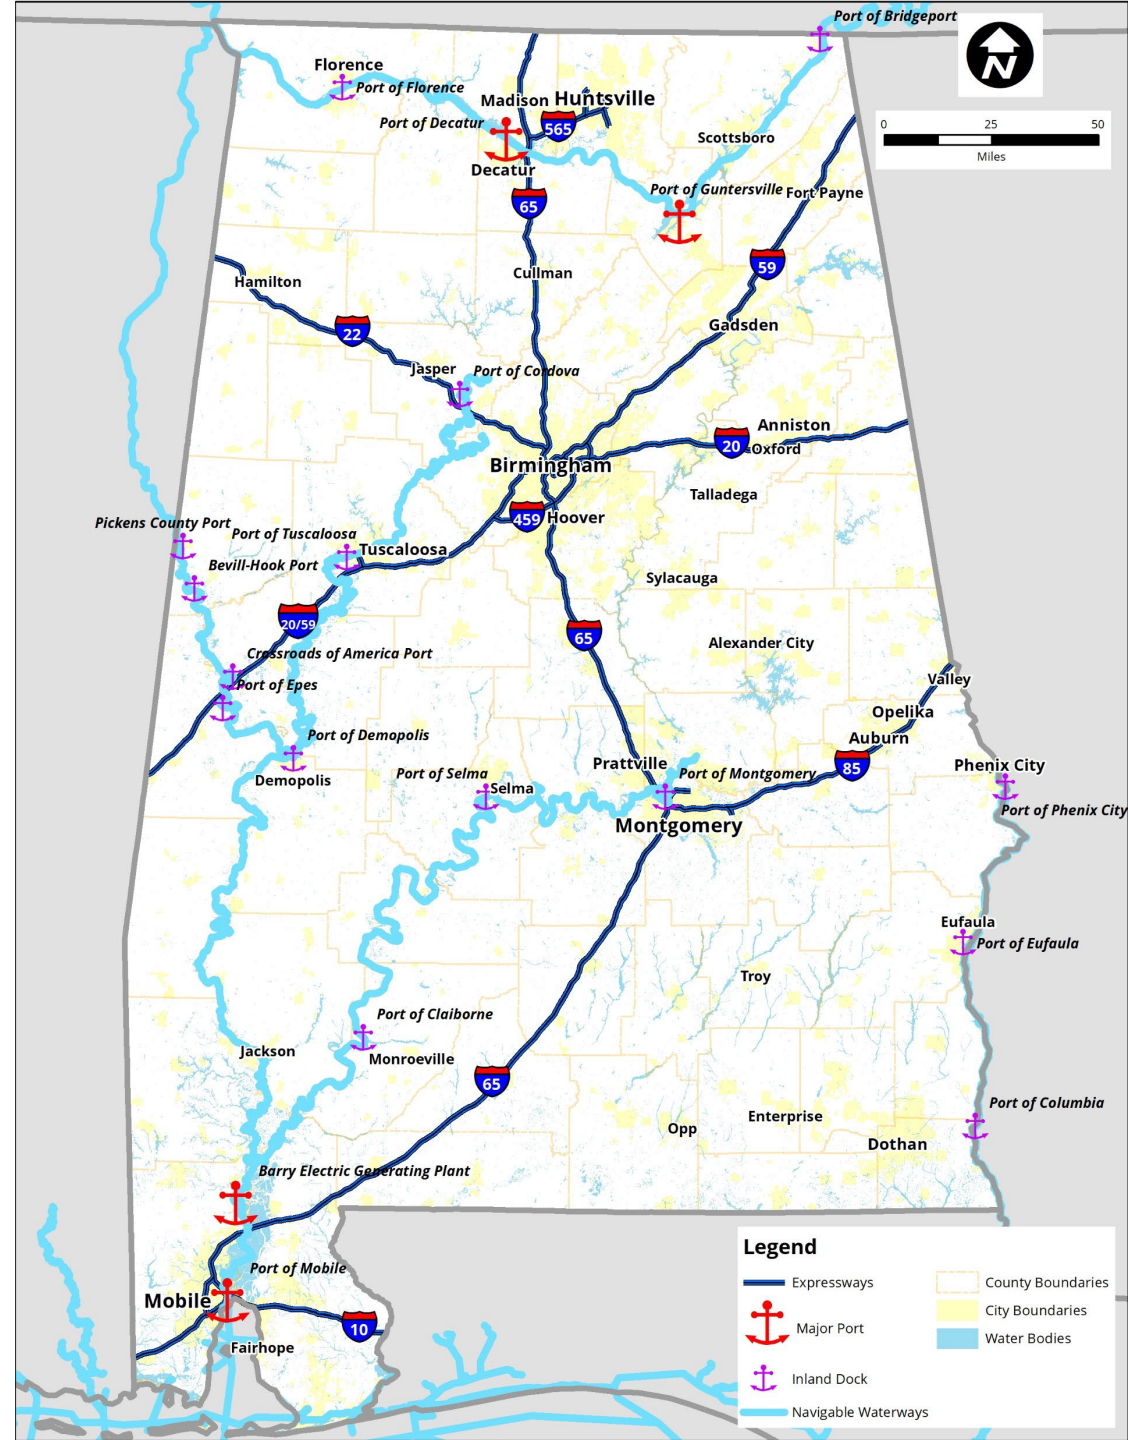 Port of Bridgeport
N
Florence
Port of Florence
Madison
Huntsville
0
25
50
Miles
Port of Decatur
565
Scottsboro
Decatur
Port of Guntersville
Fort Payne
65
Cullman
59
Hamilton
22
Gadsden
Jasper
Port of Cordova
Anniston
20
Oxford
Birmingham
Talladega
459
Hoover
Pickens County Port
Port of Tuscaloosa
Tuscaloosa
Bevill-Hook Port
Sylacauga
20/59
65
Alexander City
Crossroads of America Port
Port of Epes
Valley
Opelika
Auburn
Port of Demopolis
Demopolis
Prattville
85
Phenix City
Port of Selma
Selma
Port of Montgomery
Montgomery
Port of Phenix City
Eufaula
Port of Eufaula
Troy
Port of Claiborne
Jackson
Monroeville
65
Port of Columbia
Opp
Enterprise
Dothan
Barry Electric Generating Plant
Port of Mobile
Mobile
10
Fairhope
Legend
Expressways
Major Port
Inland Dock
Navigable Waterways
County Boundaries
City Boundaries
Water Bodies